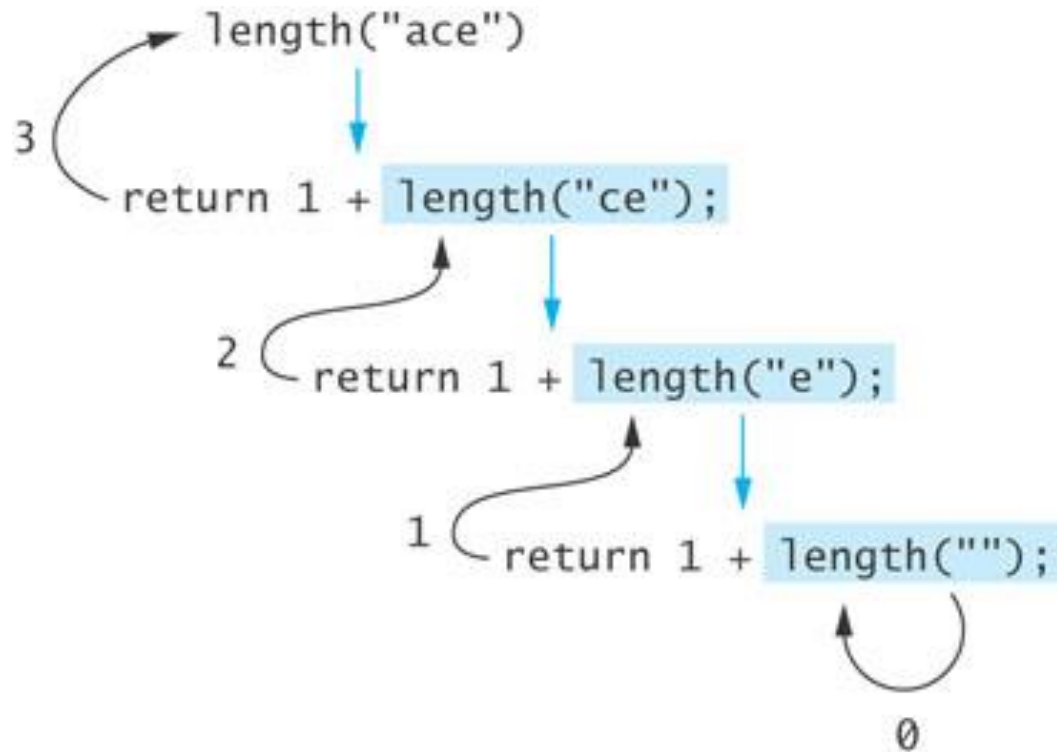 length("ace")
3
return 1 + length("ce");
2
return 1 + length("e");
1
return 1 + length("");
0